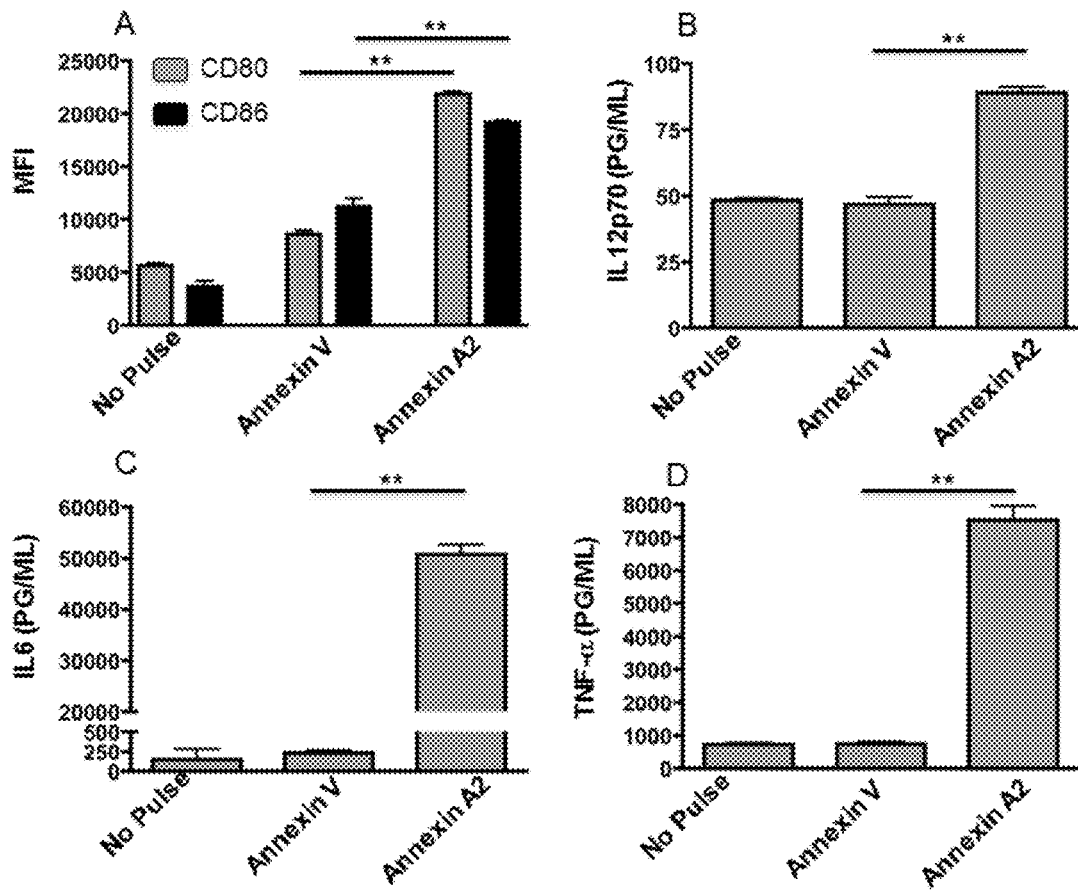 A
**
**
25000
20000
15000
10000
5000
0
MFI
CD80
CD86
No Pulse
Annexin V
Annexin A2
B
**
100
75
50
25
0
IL12p70 (PG/ML)
No Pulse
Annexin V
Annexin A2
C
**
60000
50000
40000
30000
20000
500
250
0
IL6 (PG/ML)
No Pulse
Annexin V
Annexin A2
D
**
8000
7000
6000
5000
4000
3000
2000
1000
0
TNF-α (PG/ML)
No Pulse
Annexin V
Annexin A2